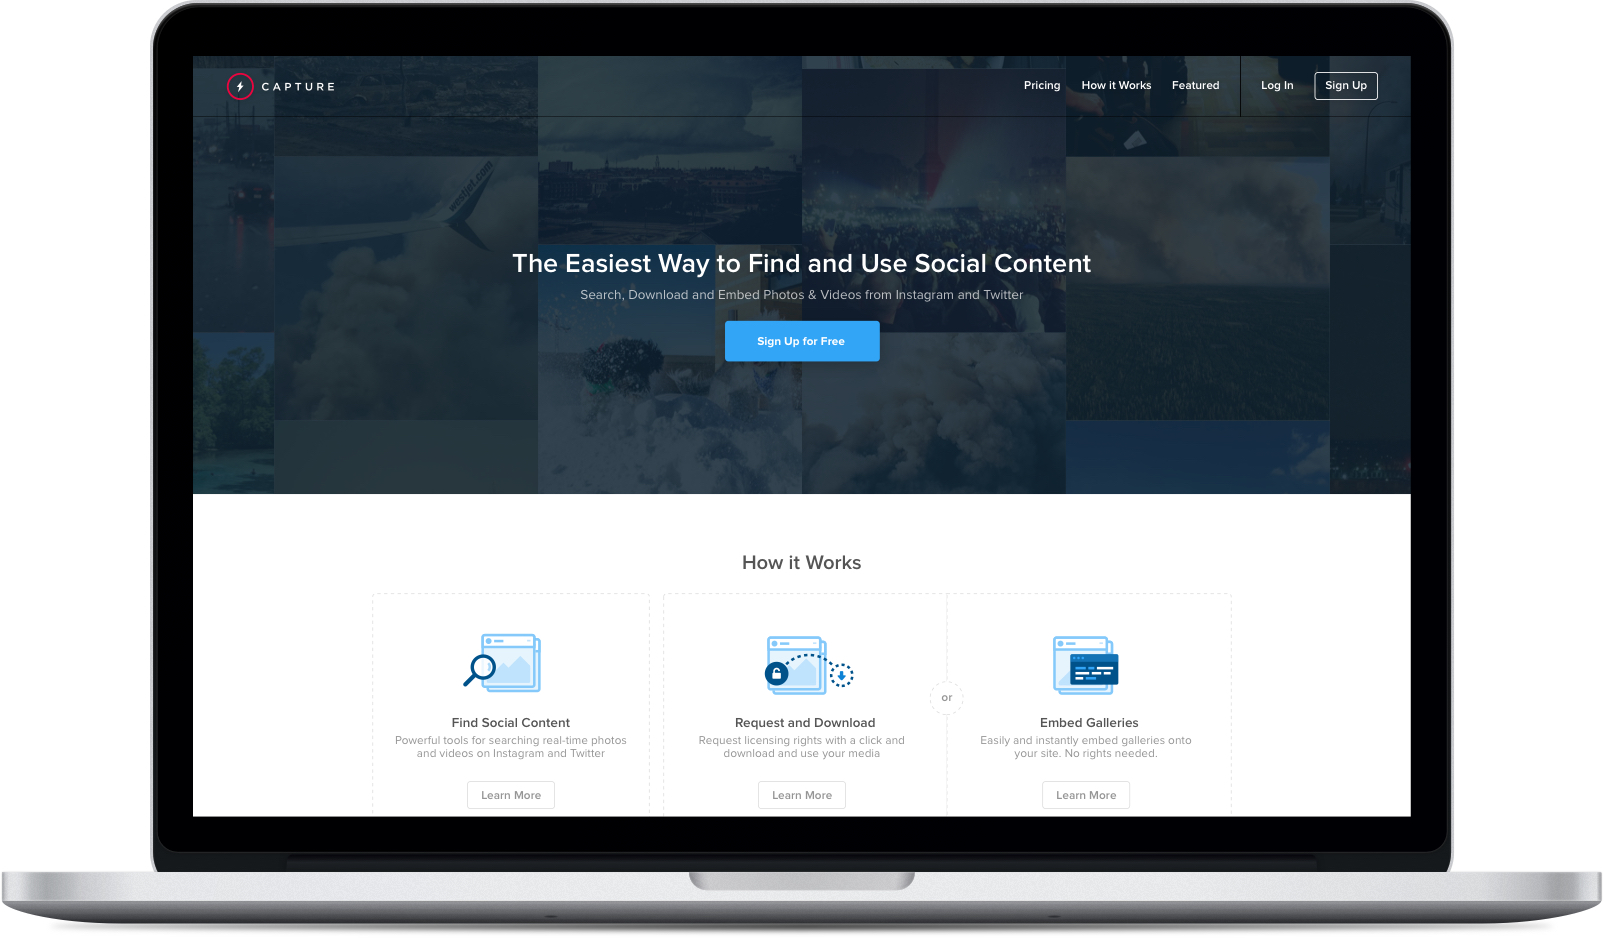 CAPTURE
Pricing
How it Works
Featured
Log In
Sign Up
westjet.com
The Easiest Way to Find and Use Social Content
Search, Download and Embed Photos & Videos from Instagram and Twitter
Sign Up for Free
How it Works
Find Social Content
Powerful tools for searching real-time photos
and videos on Instagram and Twitter
Learn More
Request and Download
Request licensing rights with a click and
download and use your media
Learn More
or
Embed Galleries
Easily and instantly embed galleries onto
your site. No rights needed.
Learn More